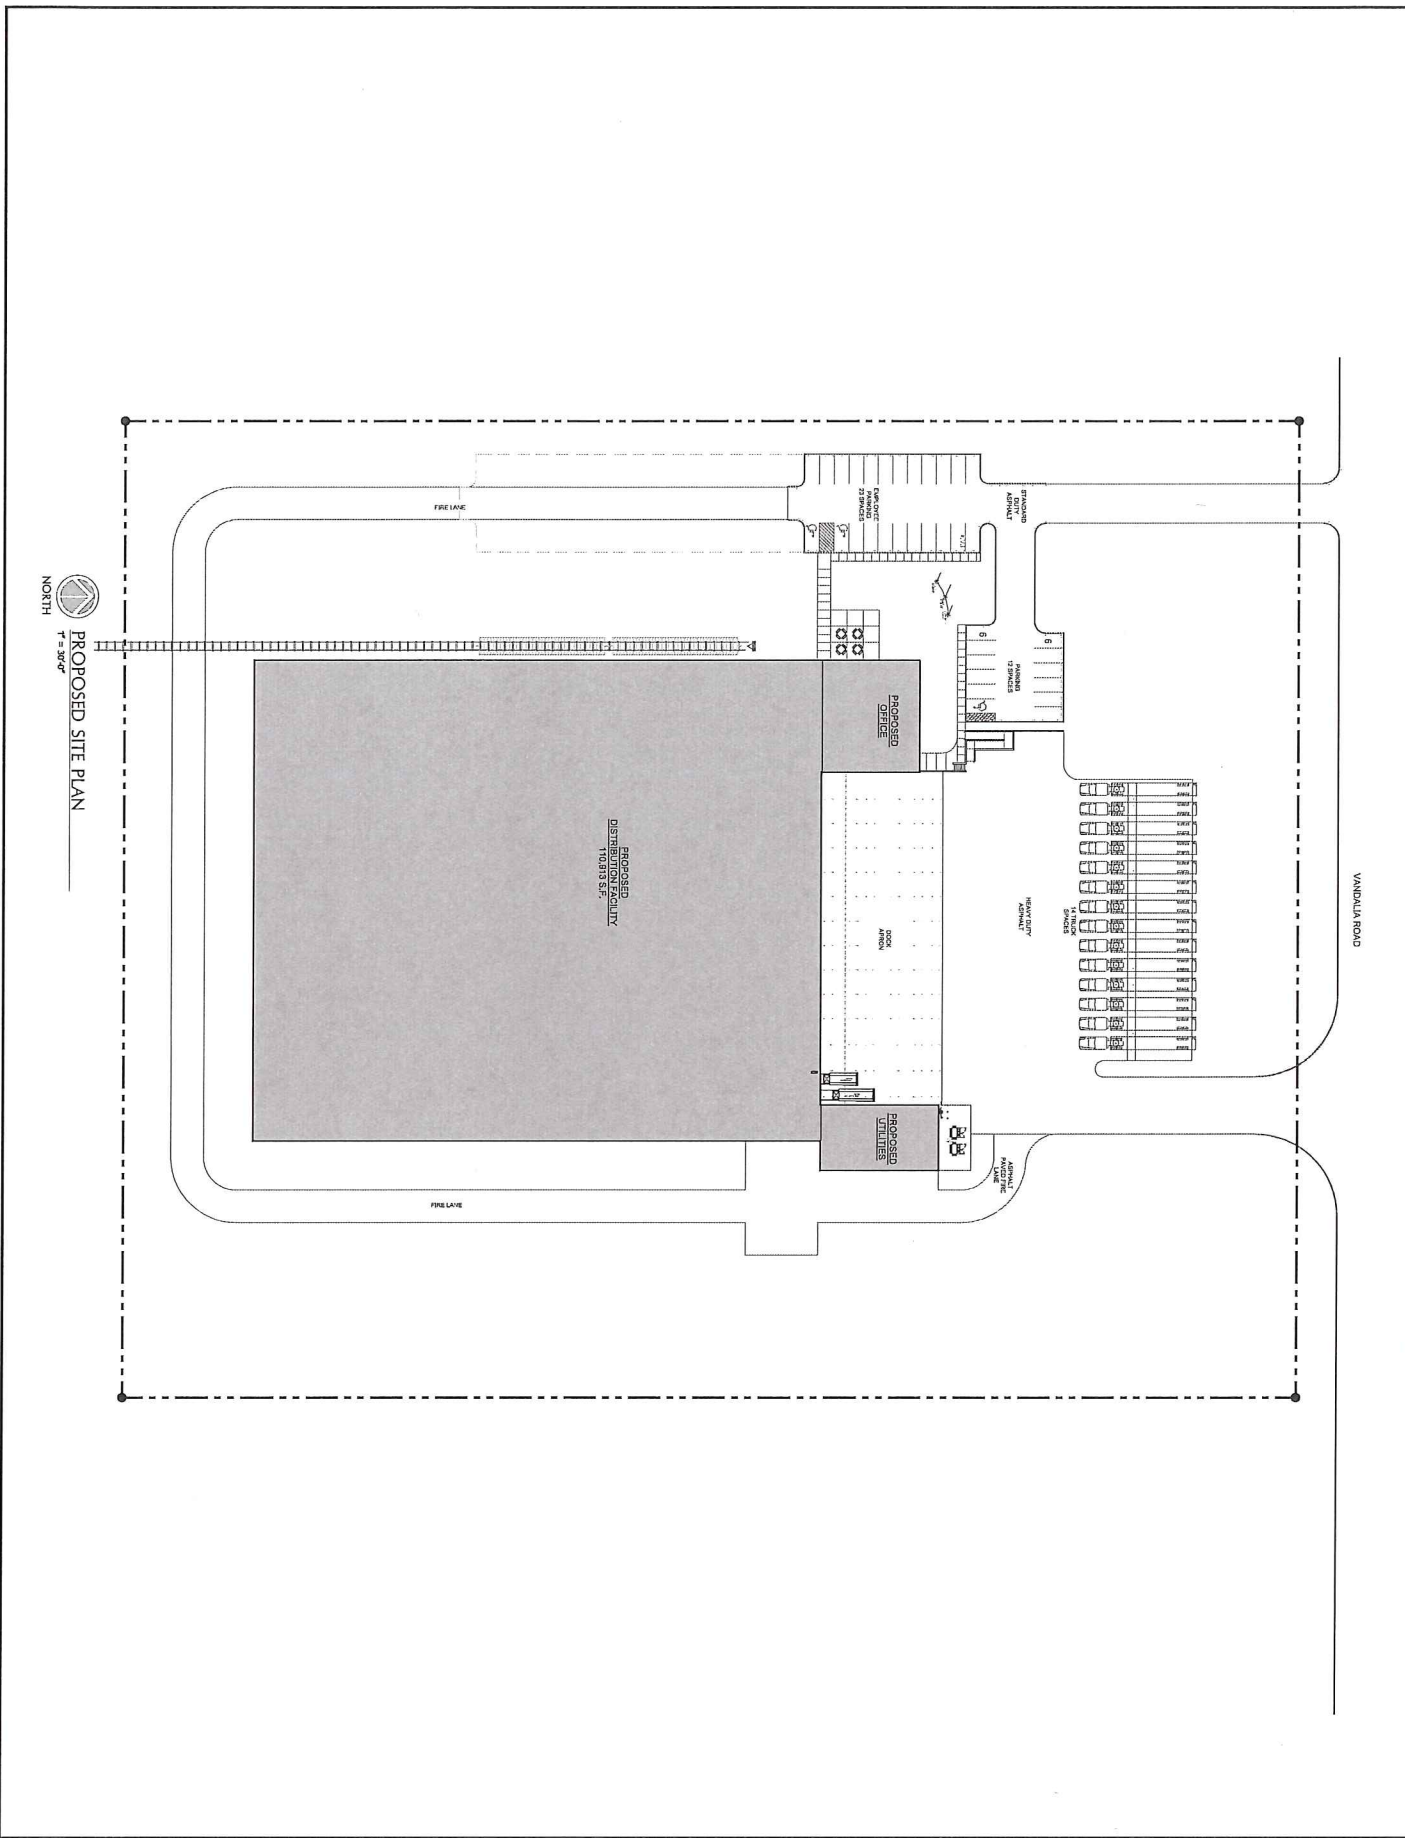 VANDALIA ROAD
14 TRUCK
SPACES
HEAVY DUTY
ASPHALT
STANDARD
DUTY
ASPHALT
6
6
PARKING
12 SPACES
ASPHALT
PAVED FIRE
LANE
EMPLOYEE
PARKING
23 SPACES
PROPOSED
OFFICE
DOCK
APRON
PROPOSED
UTILITIES
PROPOSED
DISTRIBUTION FACILITY
110,913 S.F.
FIRE LANE
FIRE LANE
PROPOSED SITE PLAN
NORTH
1" = 30'-0"